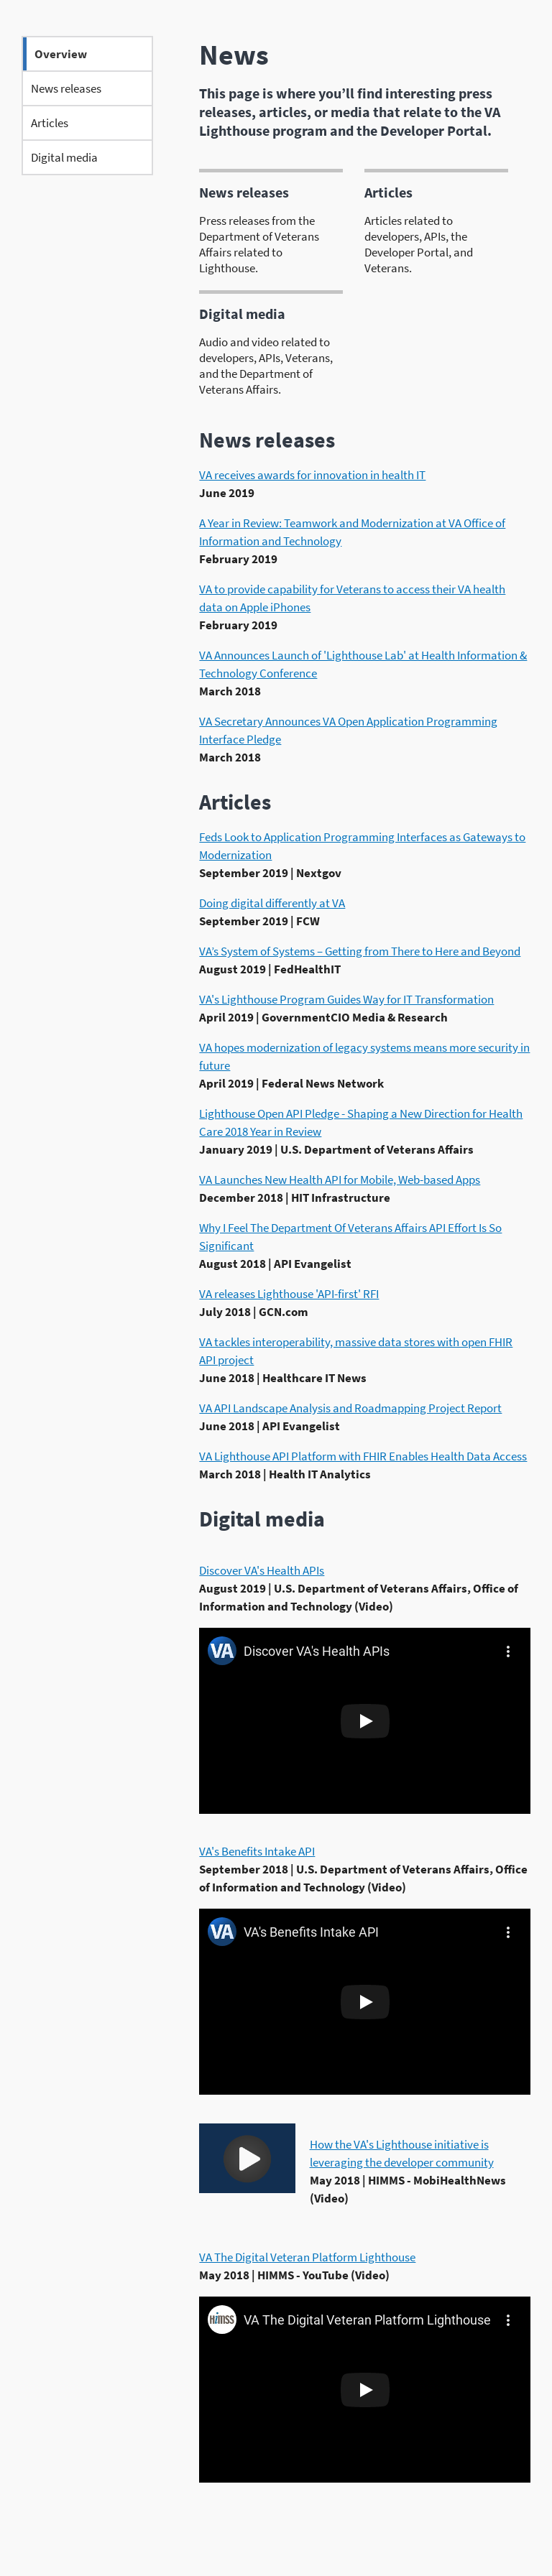 Overview
News releases
Articles
Digital media
News
This page is where you’ll find interesting press
releases, articles, or media that relate to the VA
Lighthouse program and the Developer Portal.
News releases
Press releases from the
Department of Veterans
Affairs related to
Lighthouse.
Articles
Articles related to
developers, APIs, the
Developer Portal, and
Veterans.
Digital media
Audio and video related to
developers, APIs, Veterans,
and the Department of
Veterans Affairs.
News releases
VA receives awards for innovation in health IT
June 2019
A Year in Review: Teamwork and Modernization at VA Office of
Information and Technology
February 2019
VA to provide capability for Veterans to access their VA health
data on Apple iPhones
February 2019
VA Announces Launch of 'Lighthouse Lab' at Health Information &
Technology Conference
March 2018
VA Secretary Announces VA Open Application Programming
Interface Pledge
March 2018
Articles
Feds Look to Application Programming Interfaces as Gateways to
Modernization
September 2019 | Nextgov
Doing digital differently at VA
September 2019 | FCW
VA’s System of Systems – Getting from There to Here and Beyond
August 2019 | FedHealthIT
VA's Lighthouse Program Guides Way for IT Transformation
April 2019 | GovernmentCIO Media & Research
VA hopes modernization of legacy systems means more security in
future
April 2019 | Federal News Network
Lighthouse Open API Pledge - Shaping a New Direction for Health
Care 2018 Year in Review
January 2019 | U.S. Department of Veterans Affairs
VA Launches New Health API for Mobile, Web-based Apps
December 2018 | HIT Infrastructure
Why I Feel The Department Of Veterans Affairs API Effort Is So
Significant
August 2018 | API Evangelist
VA releases Lighthouse 'API-first' RFI
July 2018 | GCN.com
VA tackles interoperability, massive data stores with open FHIR
API project
June 2018 | Healthcare IT News
VA API Landscape Analysis and Roadmapping Project Report
June 2018 | API Evangelist
VA Lighthouse API Platform with FHIR Enables Health Data Access
March 2018 | Health IT Analytics
Digital media
Discover VA's Health APIs
August 2019 | U.S. Department of Veterans Affairs, Office of
Information and Technology (Video)
VA Discover VA's Health APIs
VA's Benefits Intake API
September 2018 | U.S. Department of Veterans Affairs, Office
of Information and Technology (Video)
VA VA's Benefits Intake API
How the VA's Lighthouse initiative is
leveraging the developer community
May 2018 | HIMMS - MobiHealthNews
(Video)
VA The Digital Veteran Platform Lighthouse
May 2018 | HIMMS - YouTube (Video)
HiMSS VA The Digital Veteran Platform Lighthouse